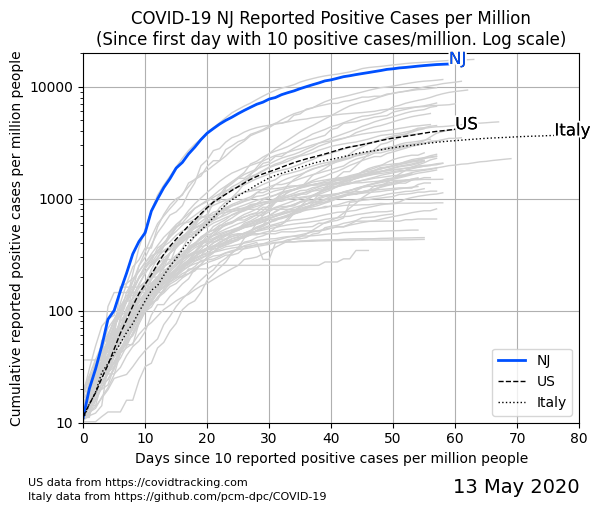 COVID-19 NJ Reported Positive Cases per Million
(Since first day with 10 positive cases/million. Log scale)
Cumulative reported positive cases per million people
10000
1000
100
10
NJ
US
Italy
NJ
US
Italy
0 10 20 30 40 50 60 70 80
Days since 10 reported positive cases per million people
US data from https://covidtracking.com
Italy data from https://github.com/pcm-dpc/COVID-19
13 May 2020